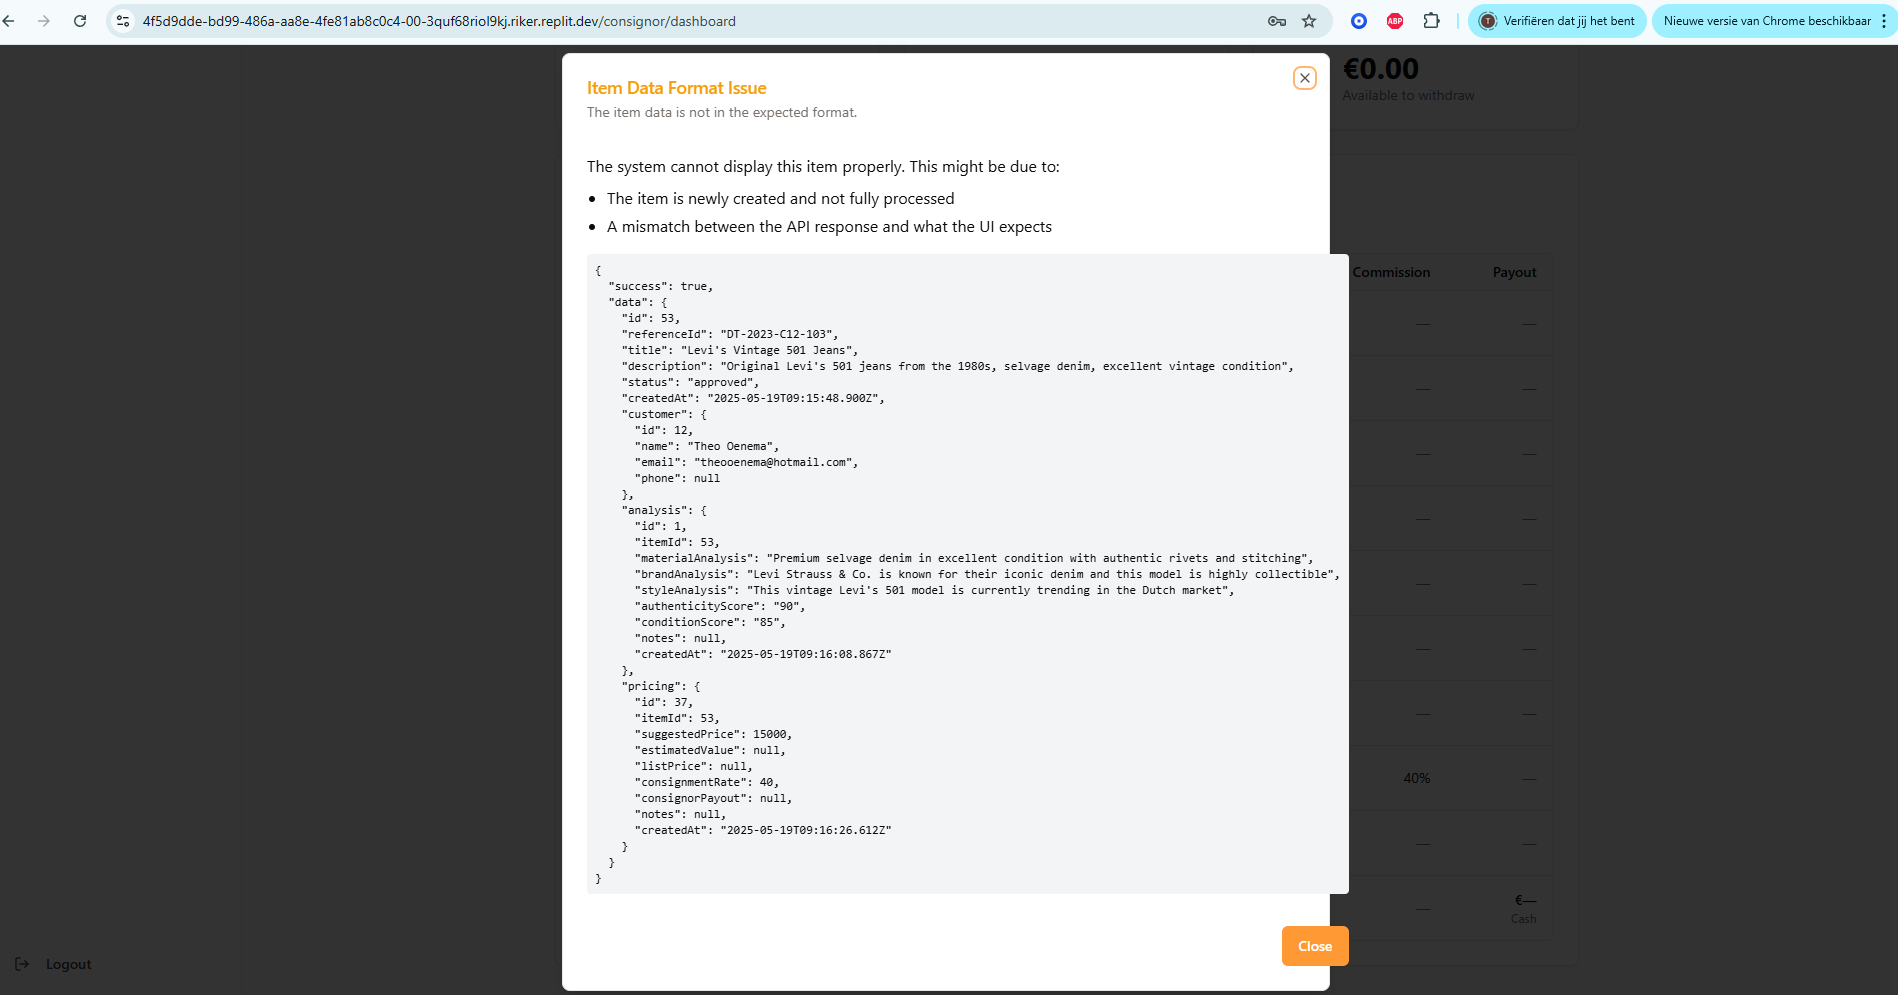 4f5d9dde-bd99-486a-aa8e-4fe81ab8c0c4-00-3quf68riol9kj.riker.replit.dev/consignor/dashboard
ABP
T
Verifiëren dat jij het bent
Nieuwe versie van Chrome beschikbaar
Item Data Format Issue
The item data is not in the expected format.
€0.00
Available to withdraw
The system cannot display this item properly. This might be due to:
• The item is newly created and not fully processed
• A mismatch between the API response and what the UI expects
Commission Payout
{
  "success": true,
  "data": {
    "id": 53,
    "referenceId": "DT-2023-C12-103",
    "title": "Levi's Vintage 501 Jeans",
    "description": "Original Levi's 501 jeans from the 1980s, selvage denim, excellent vintage condition",
    "status": "approved",
    "createdAt": "2025-05-19T09:15:48.900Z",
    "customer": {
      "id": 12,
      "name": "Theo Oenema",
      "email": "theooenema@hotmail.com",
      "phone": null
    },
    "analysis": {
      "id": 1,
      "itemId": 53,
      "materialAnalysis": "Premium selvage denim in excellent condition with authentic rivets and stitching",
      "brandAnalysis": "Levi Strauss & Co. is known for their iconic denim and this model is highly collectible",
      "styleAnalysis": "This vintage Levi's 501 model is currently trending in the Dutch market",
      "authenticityScore": "90",
      "conditionScore": "85",
      "notes": null,
      "createdAt": "2025-05-19T09:16:08.867Z"
    },
    "pricing": {
      "id": 37,
      "itemId": 53,
      "suggestedPrice": 15000,
      "estimatedValue": null,
      "listPrice": null,
      "consignmentRate": 40,
      "consignorPayout": null,
      "notes": null,
      "createdAt": "2025-05-19T09:16:26.612Z"
    }
  }
}
— —
— —
— —
— —
— —
— —
— —
40% —
— —
— €—
Cash
Close
Logout